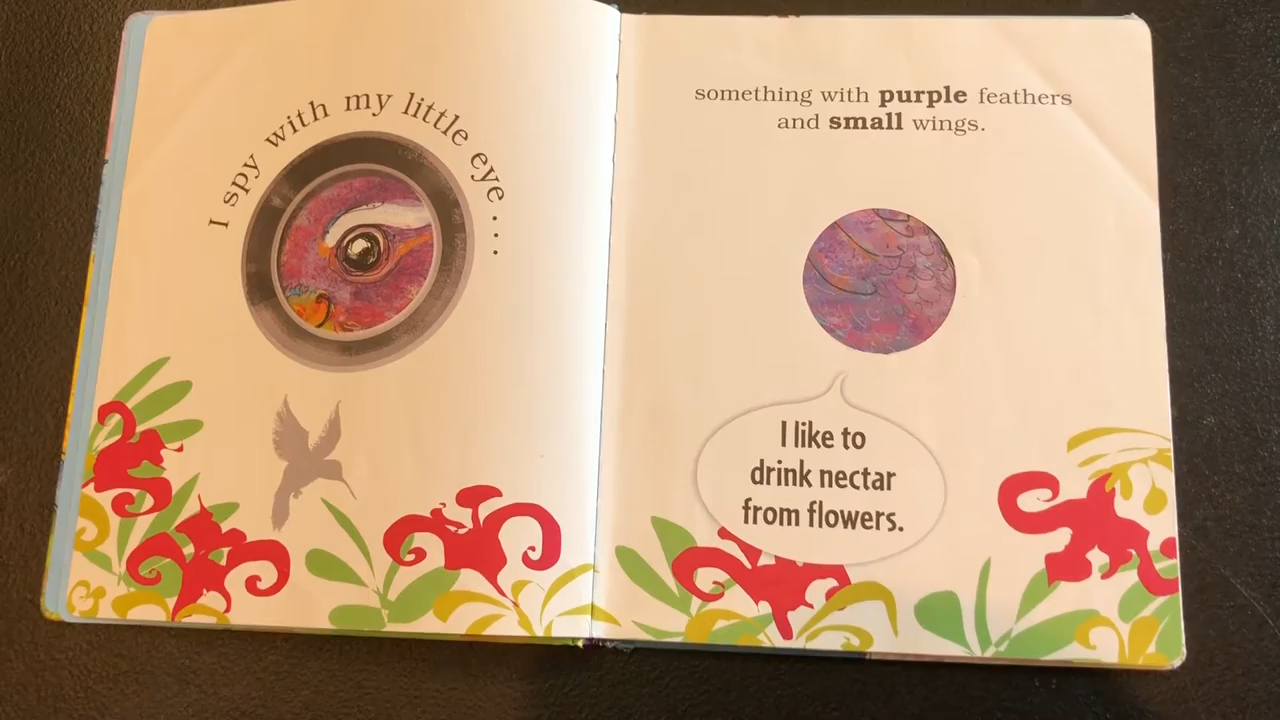 I spy with my little eye . . .
something with purple feathers
and small wings.
I like to
drink nectar
from flowers.